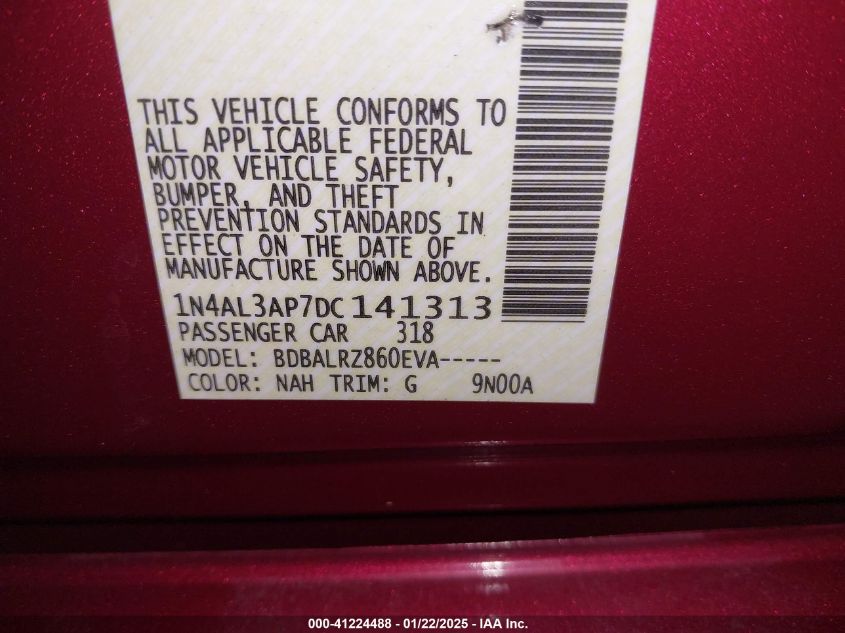 THIS VEHICLE CONFORMS TO
ALL APPLICABLE FEDERAL
MOTOR VEHICLE SAFETY,
BUMPER, AND THEFT
PREVENTION STANDARDS IN
EFFECT ON THE DATE OF
MANUFACTURE SHOWN ABOVE.
1N4AL3AP7DC141313
PASSENGER CAR 318
MODEL: BDBALRZ860EVA-----
COLOR: NAH TRIM: G 9N00A
000-41224488 - 01/22/2025 - IAA Inc.